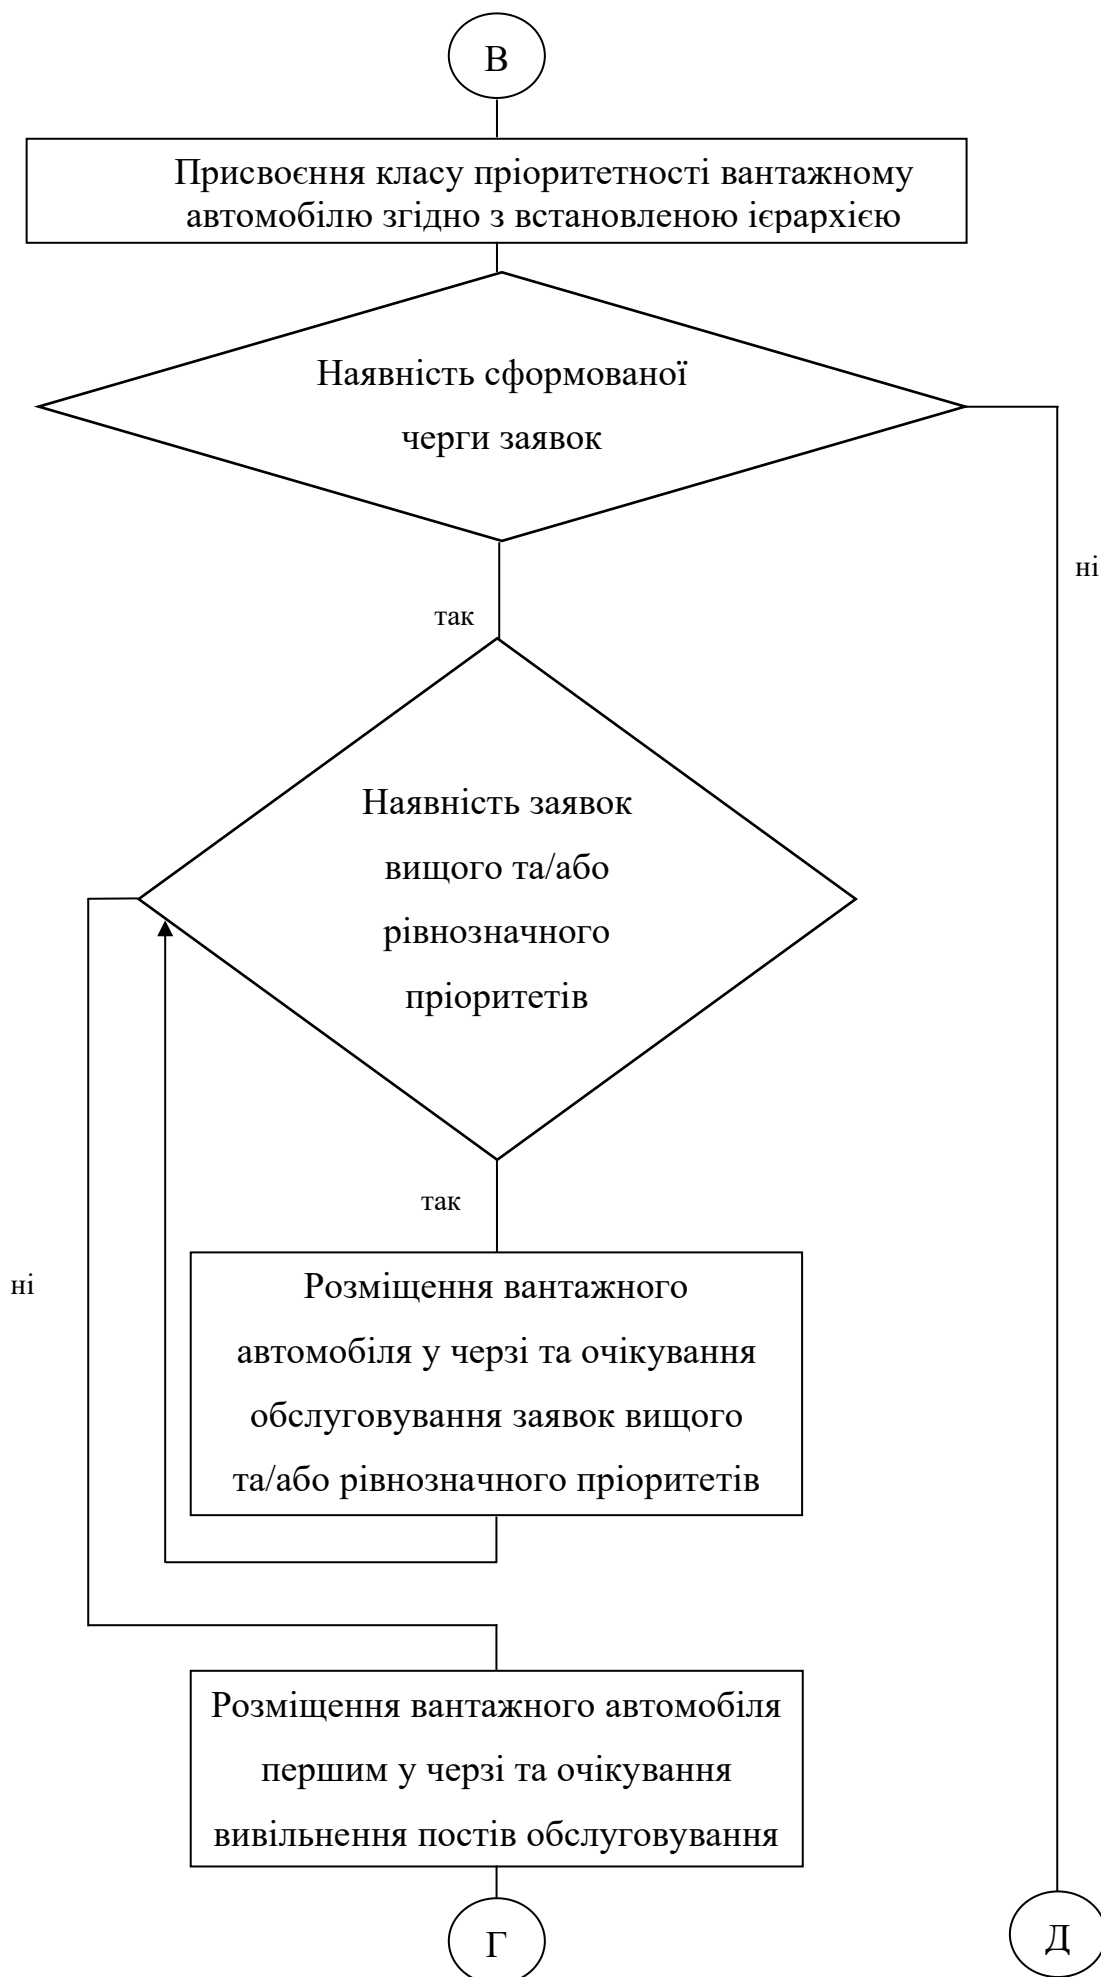 В
Присвоєння класу пріоритетності вантажному
автомобілю згідно з встановленою ієрархією
Наявність сформованої
черги заявок
ні
так
Наявність заявок
вищого та/або
рівнозначного
пріоритетів
так
ні
Розміщення вантажного
автомобіля у черзі та очікування
обслуговування заявок вищого
та/або рівнозначного пріоритетів
Розміщення вантажного автомобіля
першим у черзі та очікування
вивільнення постів обслуговування
Г
Д